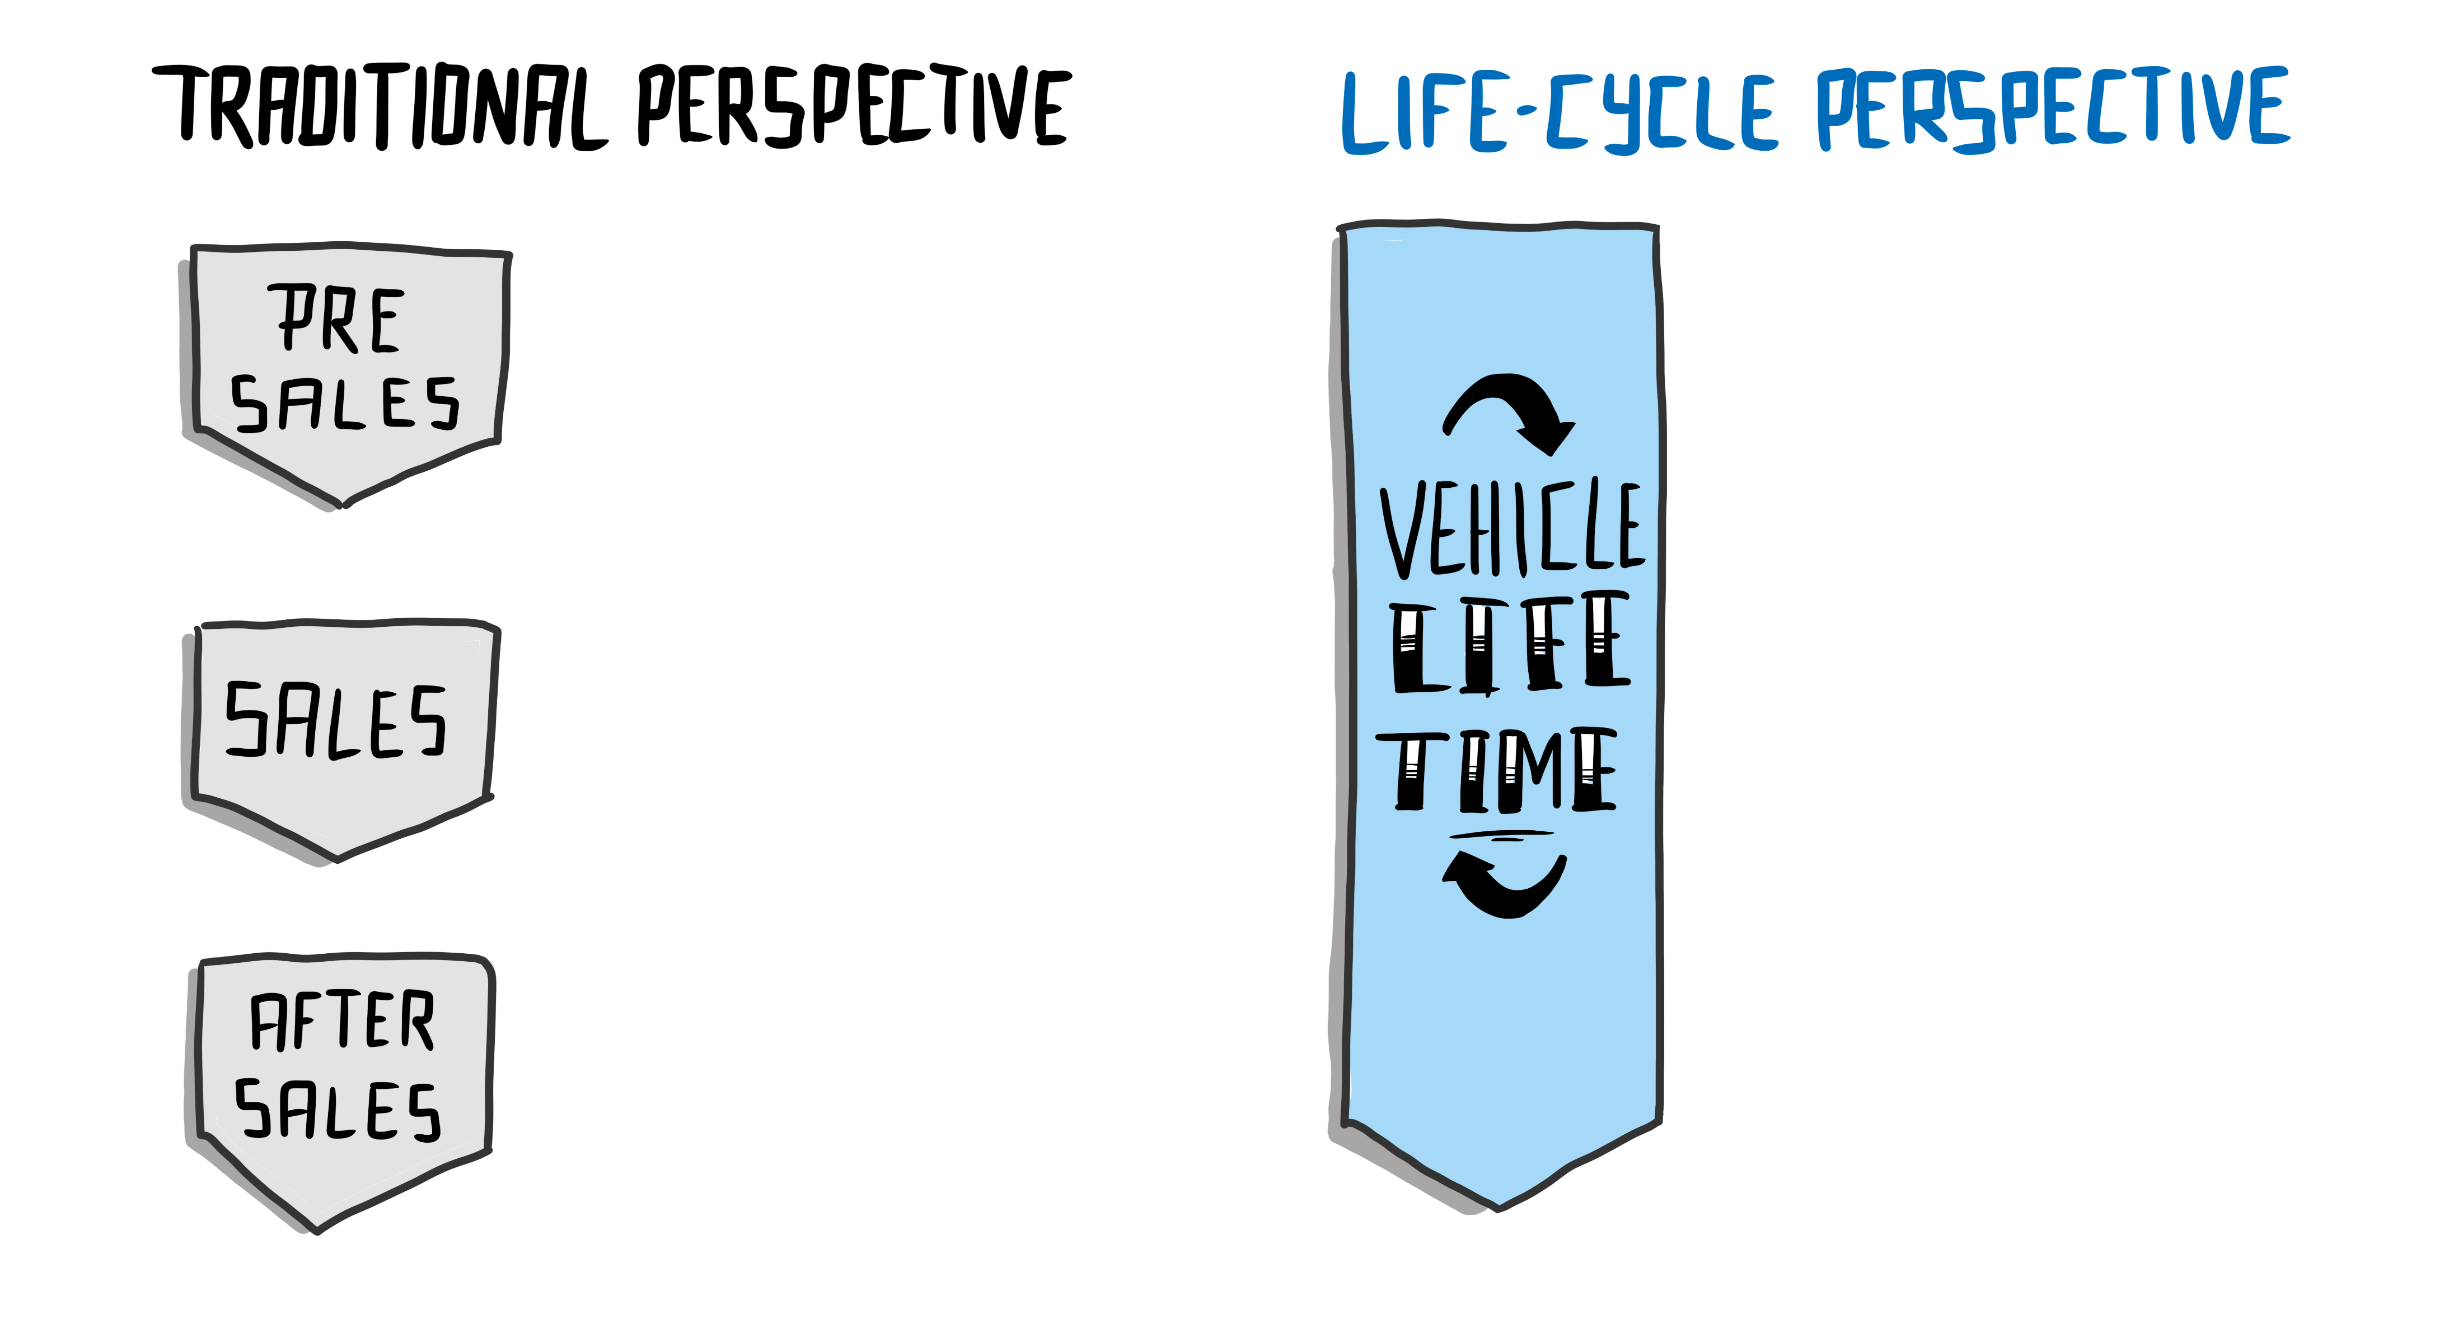 TRADITIONAL PERSPECTIVE
PRE
SALES
SALES
AFTER
SALES
LIFE-CYCLE PERSPECTIVE
VEHICLE
LIFE
TIME